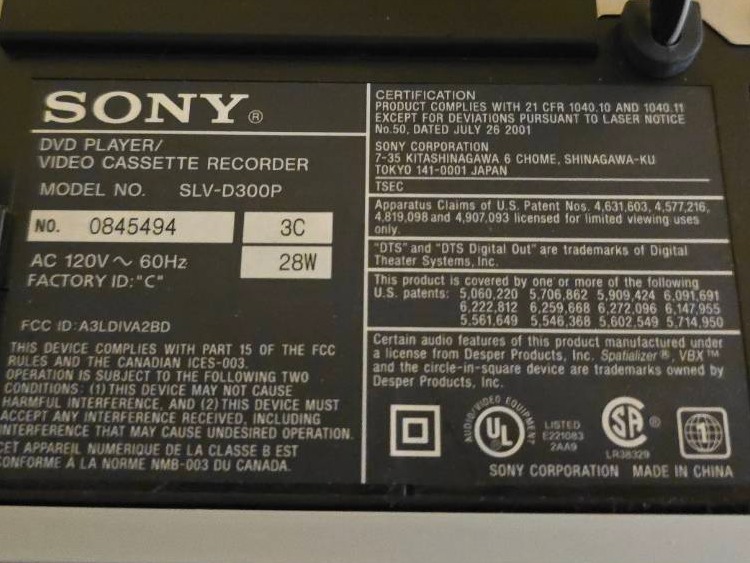 SONY®
DVD PLAYER/
VIDEO CASSETTE RECORDER
MODEL NO. SLV-D300P
NO. 0845494 3C
AC 120V ~ 60Hz 28W
FACTORY ID:"C"
FCC ID:A3LDIVA2BD
THIS DEVICE COMPLIES WITH PART 15 OF THE FCC
RULES AND THE CANADIAN ICES-003.
OPERATION IS SUBJECT TO THE FOLLOWING TWO
CONDITIONS: (1)THIS DEVICE MAY NOT CAUSE
HARMFUL INTERFERENCE, AND (2)THIS DEVICE MUST
ACCEPT ANY INTERFERENCE RECEIVED, INCLUDING
INTERFERENCE THAT MAY CAUSE UNDESIRED OPERATION.
CET APPAREIL NUMERIQUE DE LA CLASSE B EST
CONFORME A LA NORME NMB-003 DU CANADA.
CERTIFICATION
PRODUCT COMPLIES WITH 21 CFR 1040.10 AND 1040.11
EXCEPT FOR DEVIATIONS PURSUANT TO LASER NOTICE
No.50, DATED JULY 26 2001
SONY CORPORATION
7-35 KITASHINAGAWA 6 CHOME, SHINAGAWA-KU
TOKYO 141-0001 JAPAN
TSEC
Apparatus Claims of U.S. Patent Nos. 4,631,603, 4,577,216,
4,819,098 and 4,907,093 licensed for limited viewing uses
only.
"DTS" and "DTS Digital Out" are trademarks of Digital
Theater Systems, Inc.
This product is covered by one or more of the following
U.S. patents: 5,060,220 5,706,862 5,909,424 6,091,691
6,222,812 6,259,668 6,272,096 6,147,955
5,561,649 5,546,368 5,602,549 5,714,950
Certain audio features of this product manufactured under
a license from Desper Products, Inc. Spatializer®, VBX™
and the circle-in-square device are trademarks owned by
Desper Products, Inc.
AUDIO/VIDEO EQUIPMENT
UL
LISTED
E221083
2AA9
SA®
LR38329
1
SONY CORPORATION MADE IN CHINA